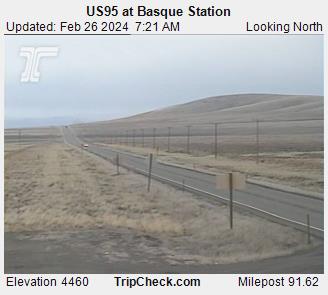 US95 at Basque Station
Updated: Feb 26 2024 7:21 AM Looking North
Elevation 4460 TripCheck.com Milepost 91.62